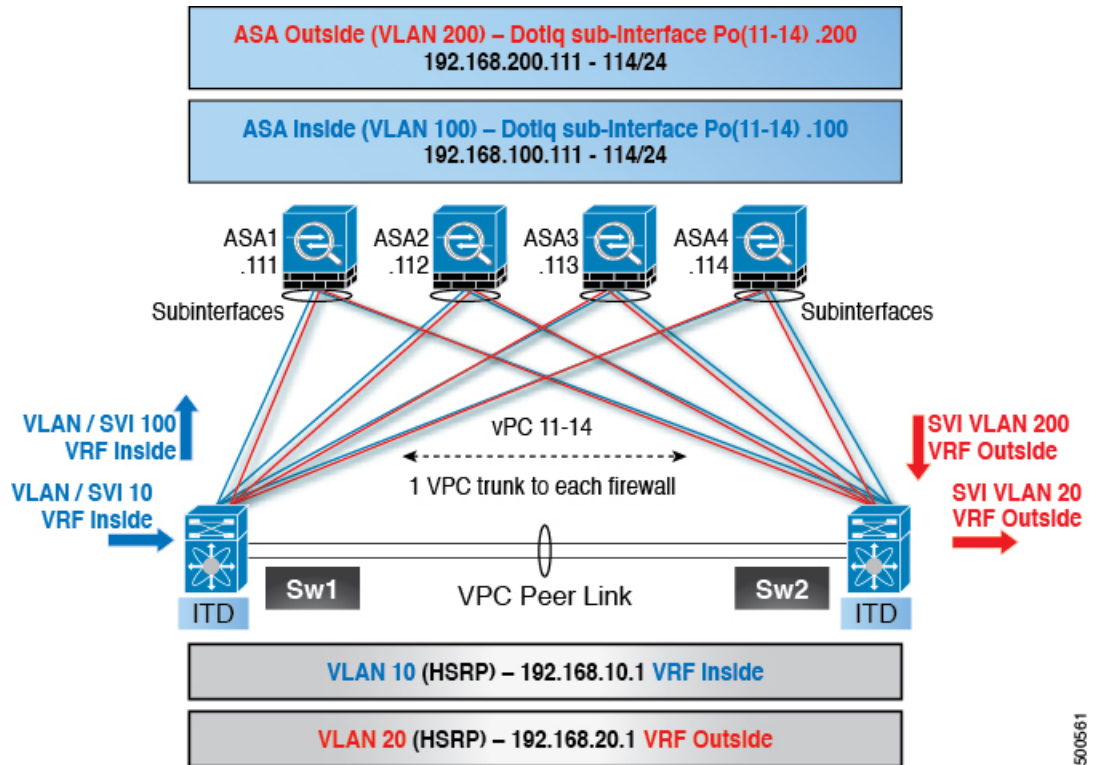 ASA Outside (VLAN 200) – Dotlq sub-Interface Po(11-14) .200
192.168.200.111 - 114/24
ASA Inside (VLAN 100) – Dotlq sub-Interface Po(11-14) .100
192.168.100.111 - 114/24
ASA1
.111
ASA2
.112
ASA3
.113
ASA4
.114
Subinterfaces
Subinterfaces
VLAN / SVI 100
VRF Inside
VLAN / SVI 10
VRF Inside
vPC 11-14
1 VPC trunk to each firewall
SVI VLAN 200
VRF Outside
SVI VLAN 20
VRF Outside
Sw1
VPC Peer Link
Sw2
ITD
ITD
VLAN 10 (HSRP) – 192.168.10.1 VRF Inside
VLAN 20 (HSRP) – 192.168.20.1 VRF Outside
500561